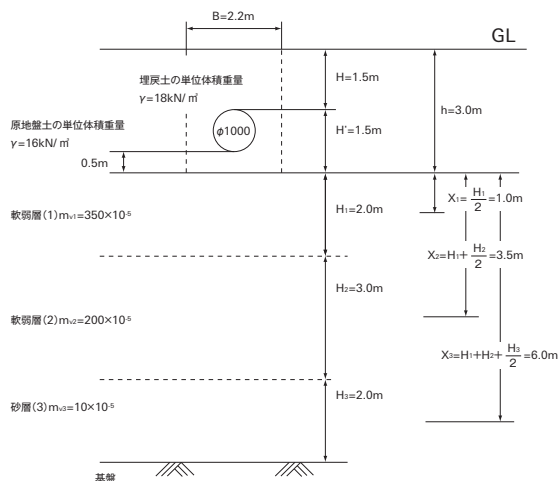 B=2.2m
GL
埋戻土の単位体積重量
γ=18kN/㎥
H=1.5m
h=3.0m
原地盤土の単位体積重量
γ=16kN/㎥
φ1000
H'=1.5m
0.5m
X₁= H₁/2 =1.0m
軟弱層(1)mᵥ₁=350×10⁻⁵
H₁=2.0m
X₂=H₁+ H₂/2 =3.5m
H₂=3.0m
軟弱層(2)mᵥ₂=200×10⁻⁵
X₃=H₁+H₂+ H₃/2 =6.0m
砂層(3)mᵥ₃=10×10⁻⁵
H₃=2.0m
基盤